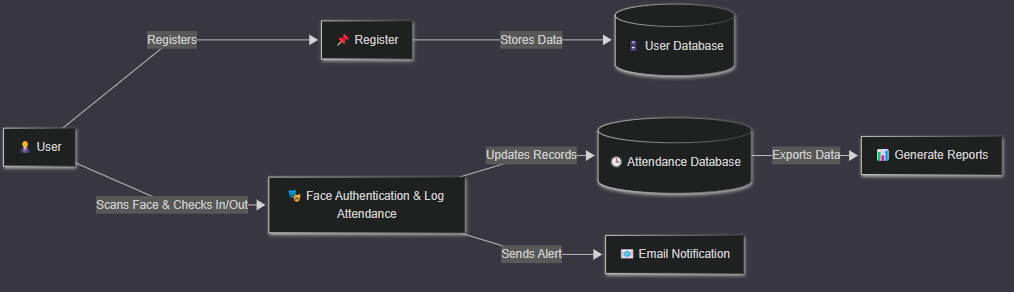 Registers
📌 Register
Stores Data
🗄 User Database
User
Scans Face & Checks In/Out
🎭 Face Authentication & Log
Attendance
Updates Records
🕒 Attendance Database
Exports Data
📊 Generate Reports
Sends Alert
📧 Email Notification